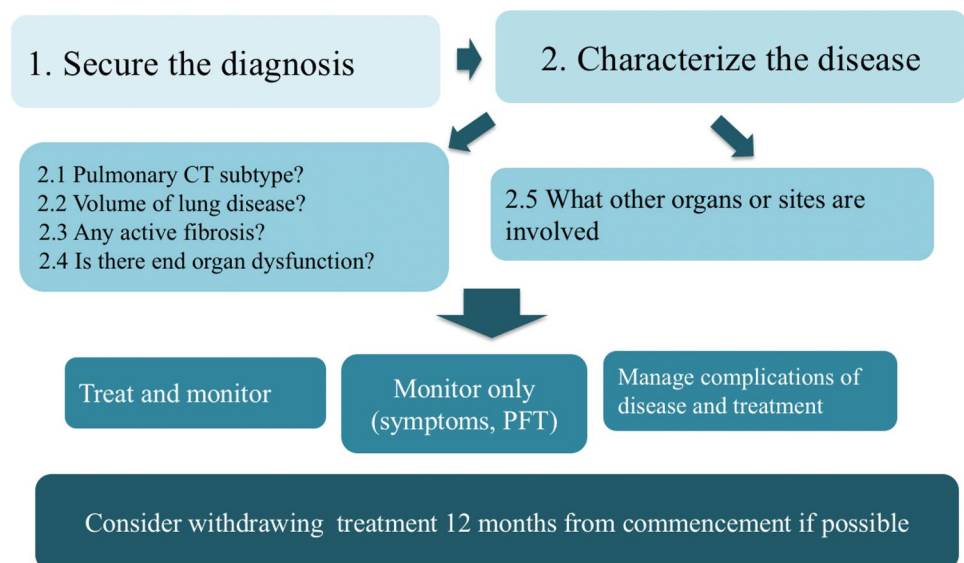 1. Secure the diagnosis
2. Characterize the disease
2.1 Pulmonary CT subtype?
2.2 Volume of lung disease?
2.3 Any active fibrosis?
2.4 Is there end organ dysfunction?
2.5 What other organs or sites are
involved
Treat and monitor
Monitor only
(symptoms, PFT)
Manage complications of
disease and treatment
Consider withdrawing treatment 12 months from commencement if possible